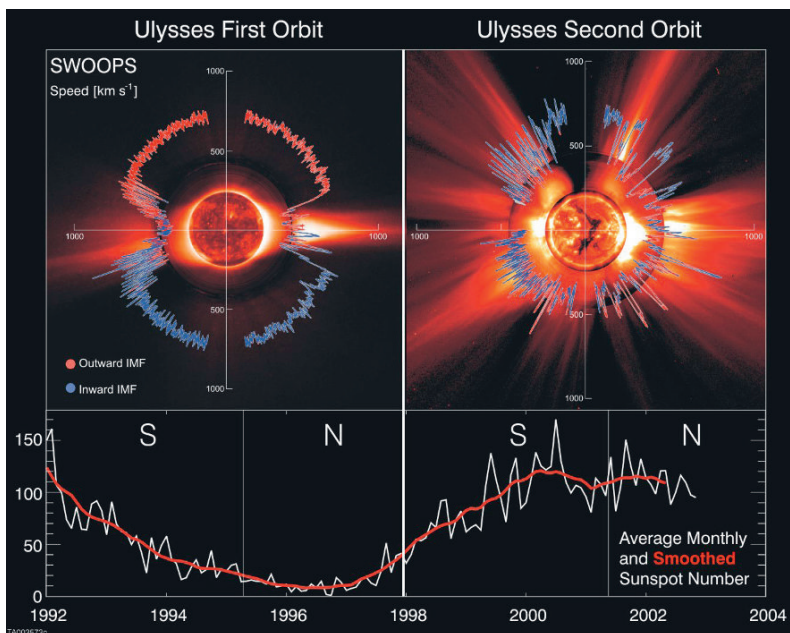 Ulysses First Orbit
Ulysses Second Orbit
SWOOPS
Speed [km s⁻¹]
1000
500
1000
1000
500
1000
Outward IMF
Inward IMF
1000
500
1000
1000
500
1000
S
N
S
N
150
100
50
0
Average Monthly
and Smoothed
Sunspot Number
1992
1994
1996
1998
2000
2002
2004